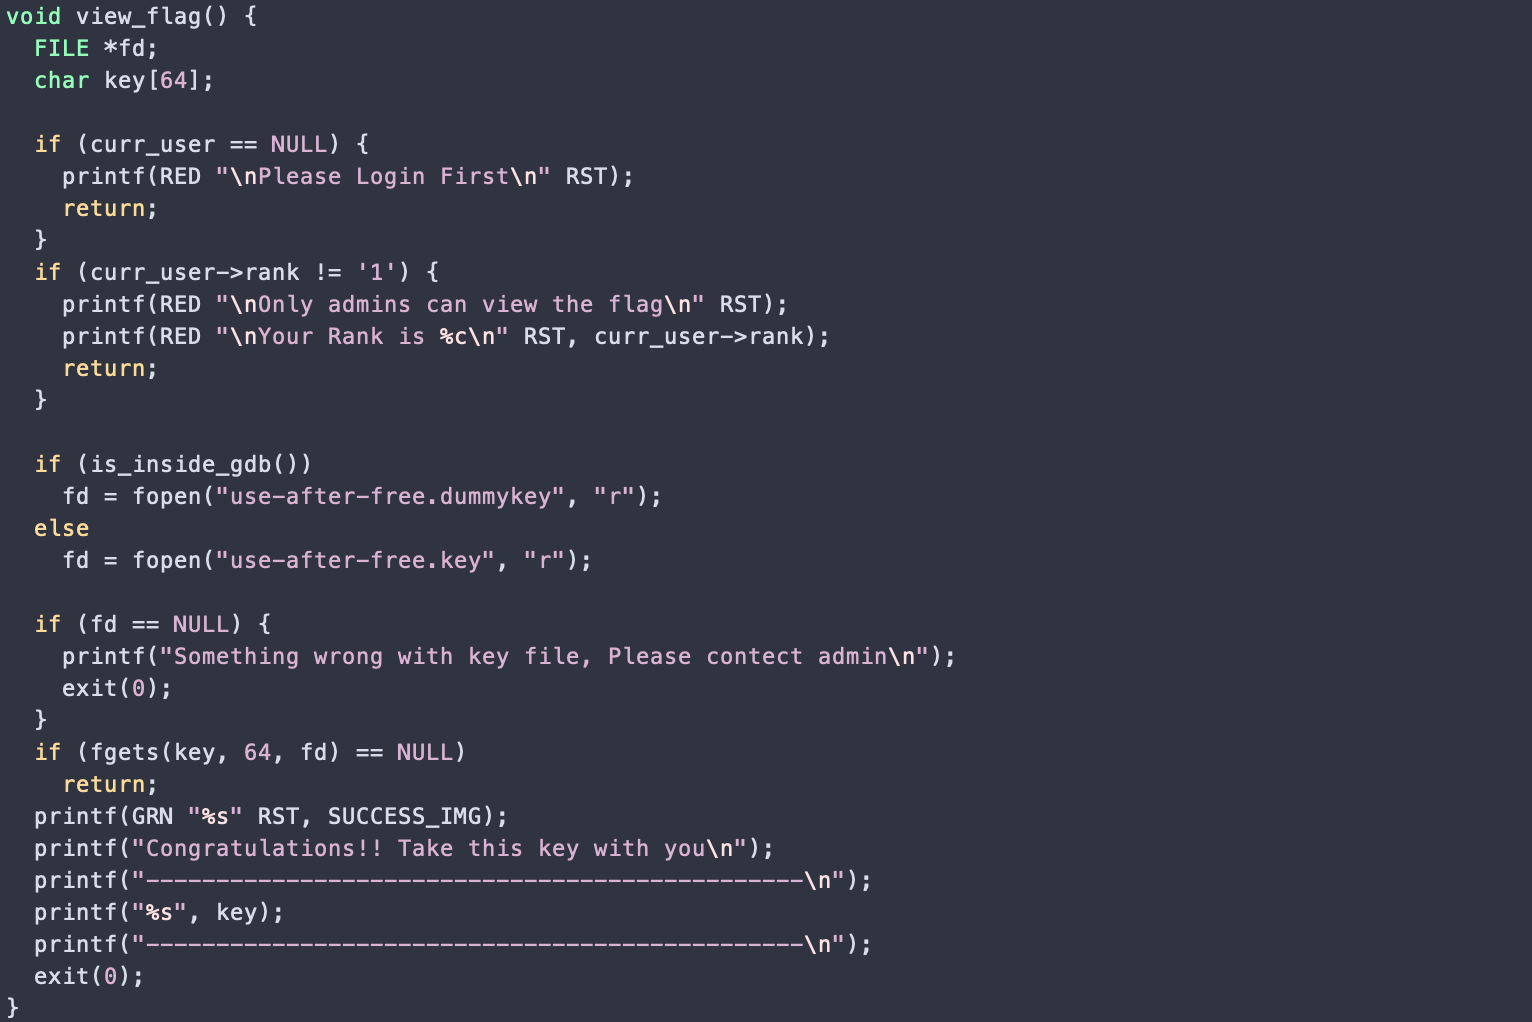 void view_flag() {
  FILE *fd;
  char key[64];

  if (curr_user == NULL) {
    printf(RED "\nPlease Login First\n" RST);
    return;
  }
  if (curr_user->rank != '1') {
    printf(RED "\nOnly admins can view the flag\n" RST);
    printf(RED "\nYour Rank is %c\n" RST, curr_user->rank);
    return;
  }

  if (is_inside_gdb())
    fd = fopen("use-after-free.dummykey", "r");
  else
    fd = fopen("use-after-free.key", "r");

  if (fd == NULL) {
    printf("Something wrong with key file, Please contect admin\n");
    exit(0);
  }
  if (fgets(key, 64, fd) == NULL)
    return;
  printf(GRN "%s" RST, SUCCESS_IMG);
  printf("Congratulations!! Take this key with you\n");
  printf("-----------------------------------------------\n");
  printf("%s", key);
  printf("-----------------------------------------------\n");
  exit(0);
}